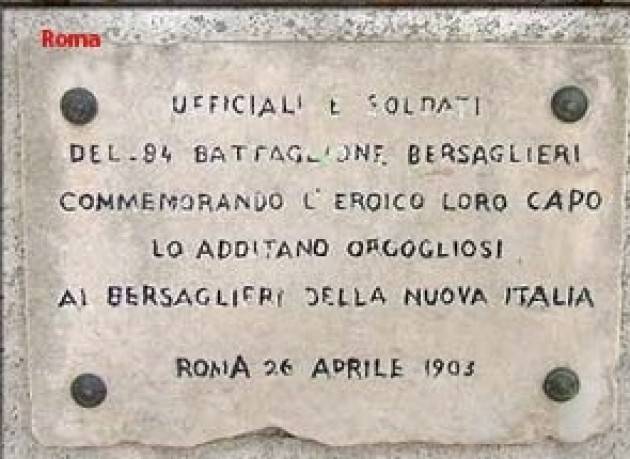 Roma
UFFICIALI E SOLDATI
DEL 34 BATTAGLIONE BERSAGLIERI
COMMEMORANDO L'EROICO LORO CAPO
LO ADDITANO ORGOGLIOSI
AI BERSAGLIERI DELLA NUOVA ITALIA
ROMA 26 APRILE 1903